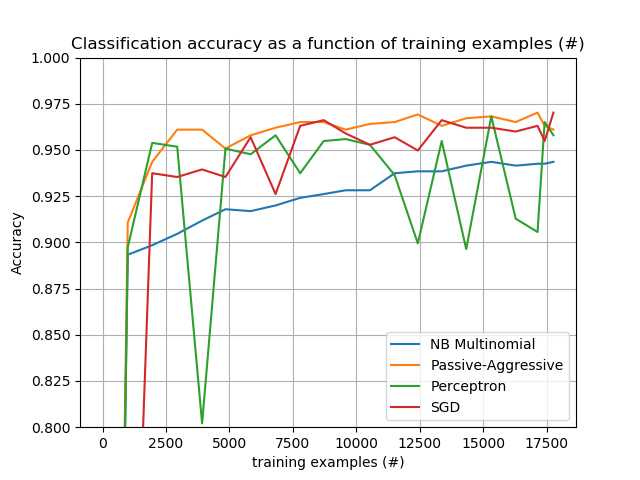 Classification accuracy as a function of training examples (#)
1.000
0.975
0.950
0.925
0.900
0.875
0.850
0.825
0.800
Accuracy
NB Multinomial
Passive-Aggressive
Perceptron
SGD
0 2500 5000 7500 10000 12500 15000 17500
training examples (#)